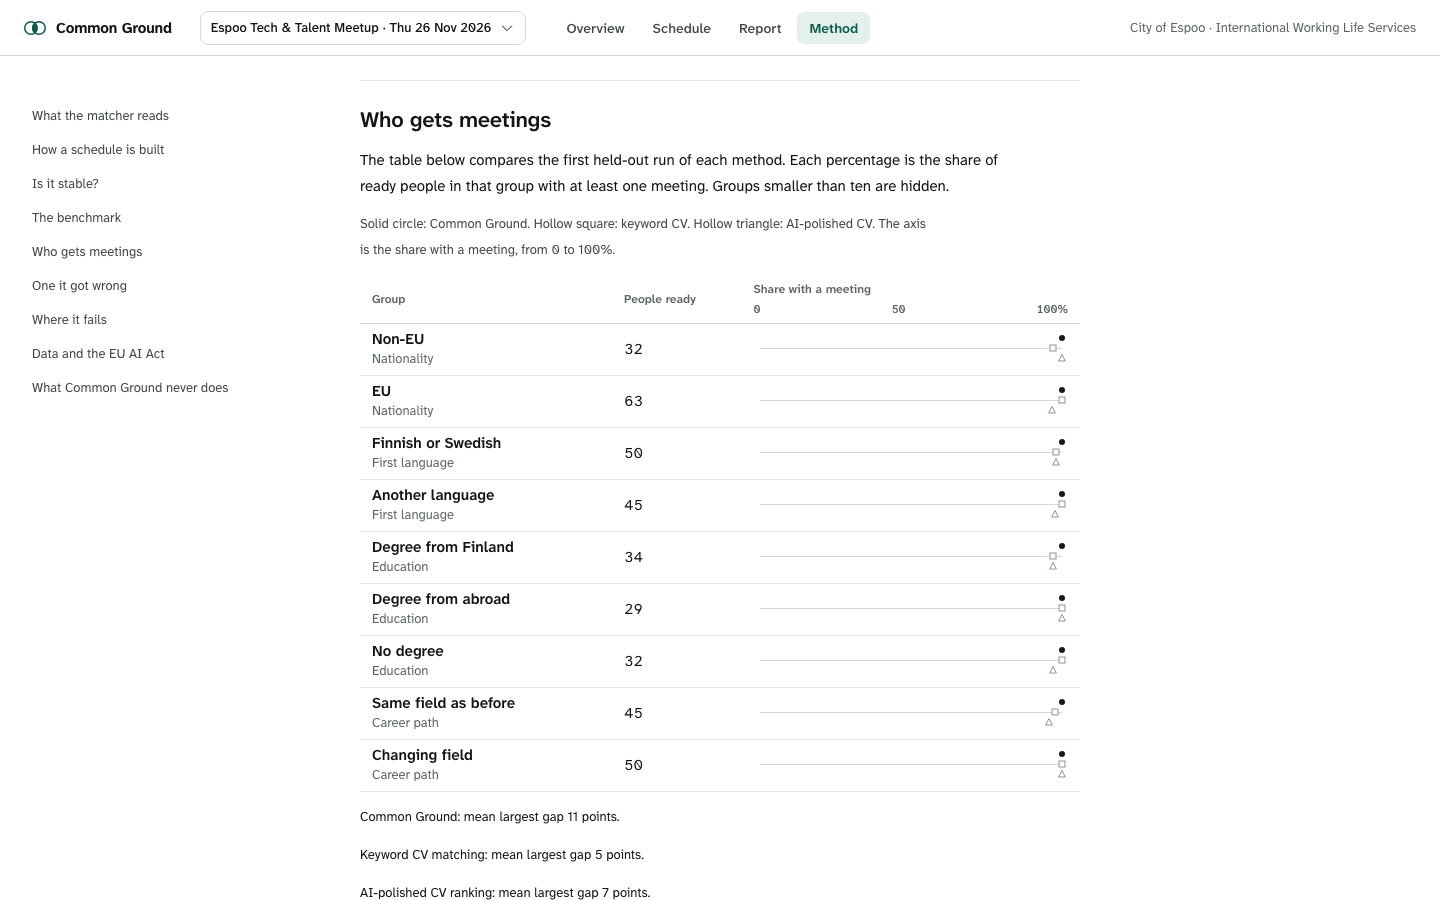 Common Ground
Espoo Tech & Talent Meetup · Thu 26 Nov 2026
Overview
Schedule
Report
Method
City of Espoo · International Working Life Services
What the matcher reads
How a schedule is built
Is it stable?
The benchmark
Who gets meetings
One it got wrong
Where it fails
Data and the EU AI Act
What Common Ground never does
Who gets meetings
The table below compares the first held-out run of each method. Each percentage is the share of
ready people in that group with at least one meeting. Groups smaller than ten are hidden.
Solid circle: Common Ground. Hollow square: keyword CV. Hollow triangle: AI-polished CV. The axis
is the share with a meeting, from 0 to 100%.
Group
People ready
Share with a meeting
0 50 100%
Non-EU
Nationality
32
EU
Nationality
63
Finnish or Swedish
First language
50
Another language
First language
45
Degree from Finland
Education
34
Degree from abroad
Education
29
No degree
Education
32
Same field as before
Career path
45
Changing field
Career path
50
Common Ground: mean largest gap 11 points.
Keyword CV matching: mean largest gap 5 points.
AI-polished CV ranking: mean largest gap 7 points.